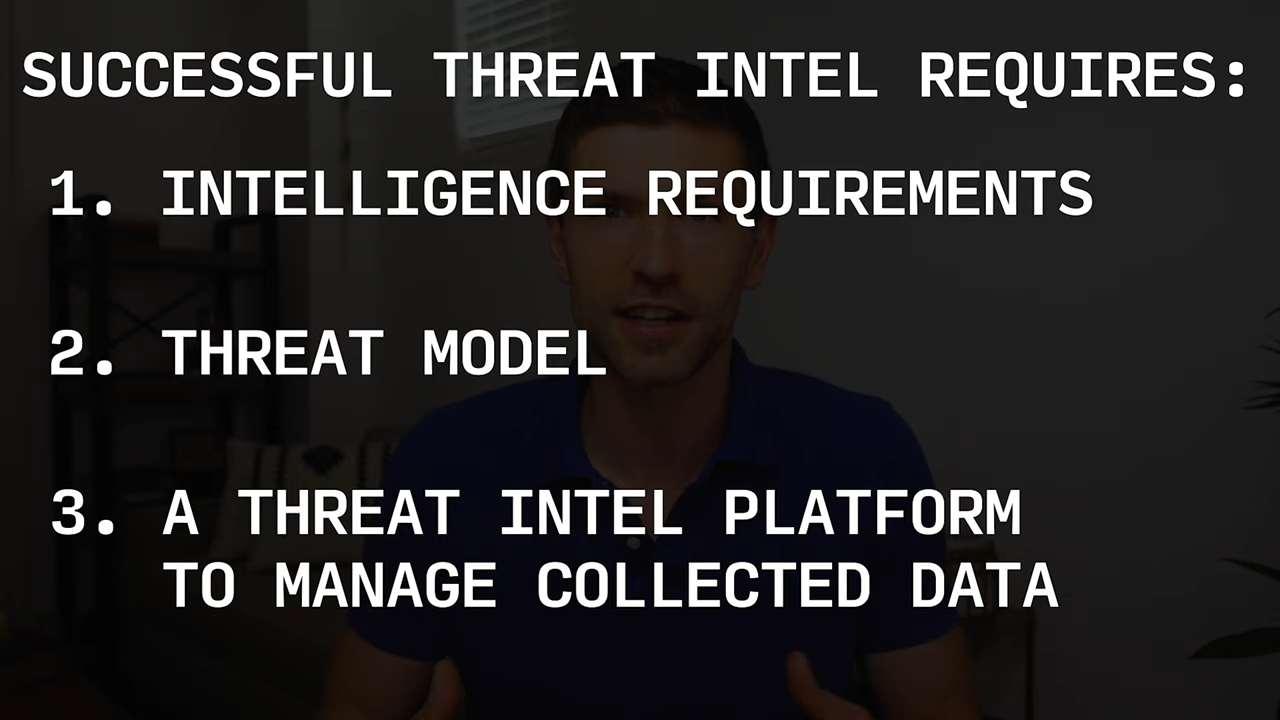 SUCCESSFUL THREAT INTEL REQUIRES:
1. INTELLIGENCE REQUIREMENTS
2. THREAT MODEL
3. A THREAT INTEL PLATFORM
TO MANAGE COLLECTED DATA